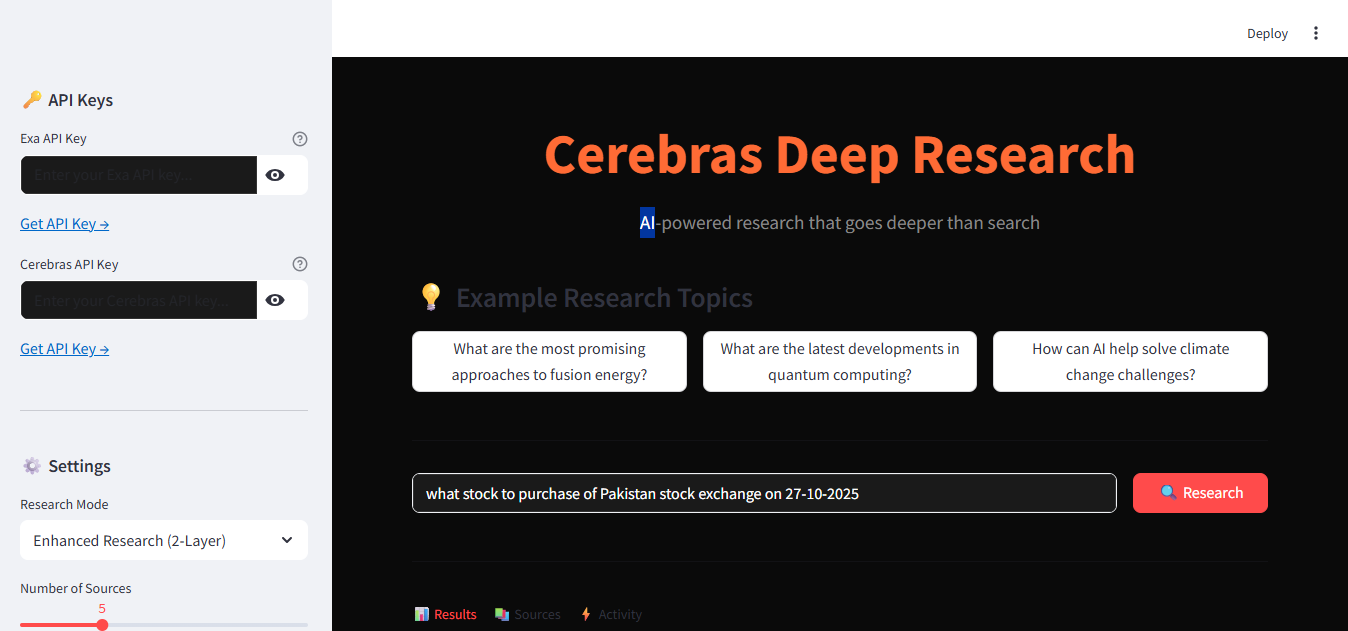 Deploy
🔑 API Keys
Exa API Key
Enter your Exa API key...
Get API Key →
Cerebras API Key
Enter your Cerebras API key...
Get API Key →
⚙️ Settings
Research Mode
Enhanced Research (2-Layer)
Number of Sources
5
Cerebras Deep Research
AI-powered research that goes deeper than search
💡 Example Research Topics
What are the most promising
approaches to fusion energy?
What are the latest developments in
quantum computing?
How can AI help solve climate
change challenges?
what stock to purchase of Pakistan stock exchange on 27-10-2025
🔍 Research
📊 Results
📚 Sources
⚡ Activity